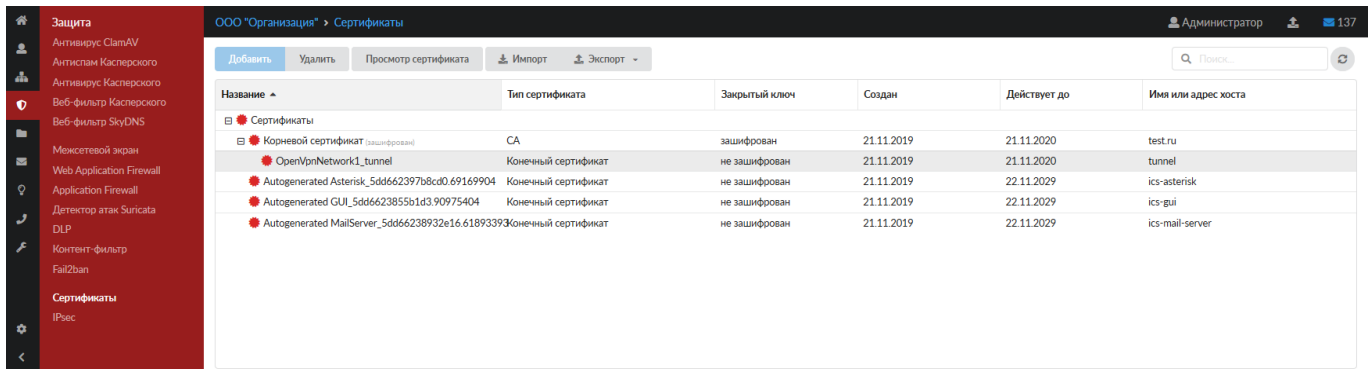 Защита
Антивирус ClamAV
Антиспам Касперского
Антивирус Касперского
Веб-фильтр Касперского
Веб-фильтр SkyDNS
Межсетевой экран
Web Application Firewall
Application Firewall
Детектор атак Suricata
DLP
Контент-фильтр
Fail2ban
Сертификаты
IPsec
ООО "Организация" > Сертификаты
Администратор 137
Добавить Удалить Просмотр сертификата Импорт Экспорт Поиск...
Название Тип сертификата Закрытый ключ Создан Действует до Имя или адрес хоста
Сертификаты
Корневой сертификат (зашифрован) CA зашифрован 21.11.2019 21.11.2020 test.ru
OpenVpnNetwork1_tunnel Конечный сертификат не зашифрован 21.11.2019 21.11.2020 tunnel
Autogenerated Asterisk_5dd662397b8cd0.69169904 Конечный сертификат не зашифрован 21.11.2019 22.11.2029 ics-asterisk
Autogenerated GUI_5dd6623855b1d3.90975404 Конечный сертификат не зашифрован 21.11.2019 22.11.2029 ics-gui
Autogenerated MailServer_5dd66238932e16.61893393 Конечный сертификат не зашифрован 21.11.2019 22.11.2029 ics-mail-server